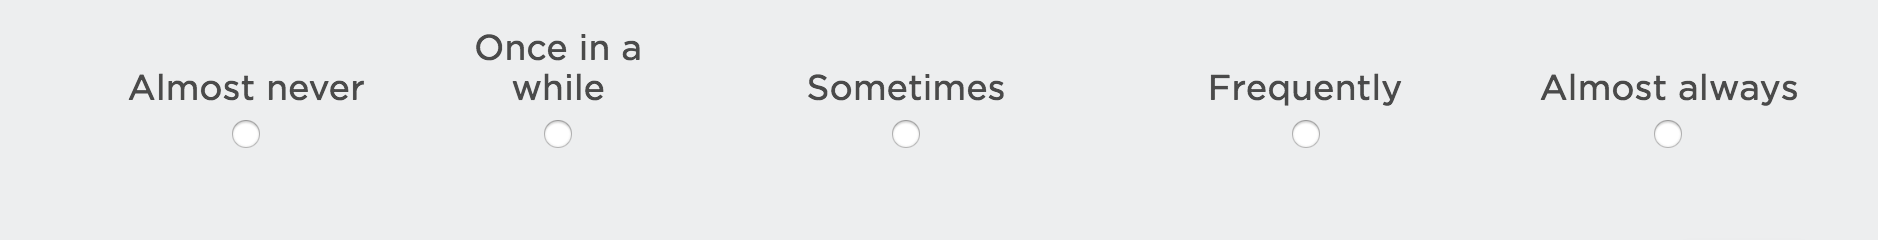 Almost never
Once in a
while
Sometimes
Frequently
Almost always